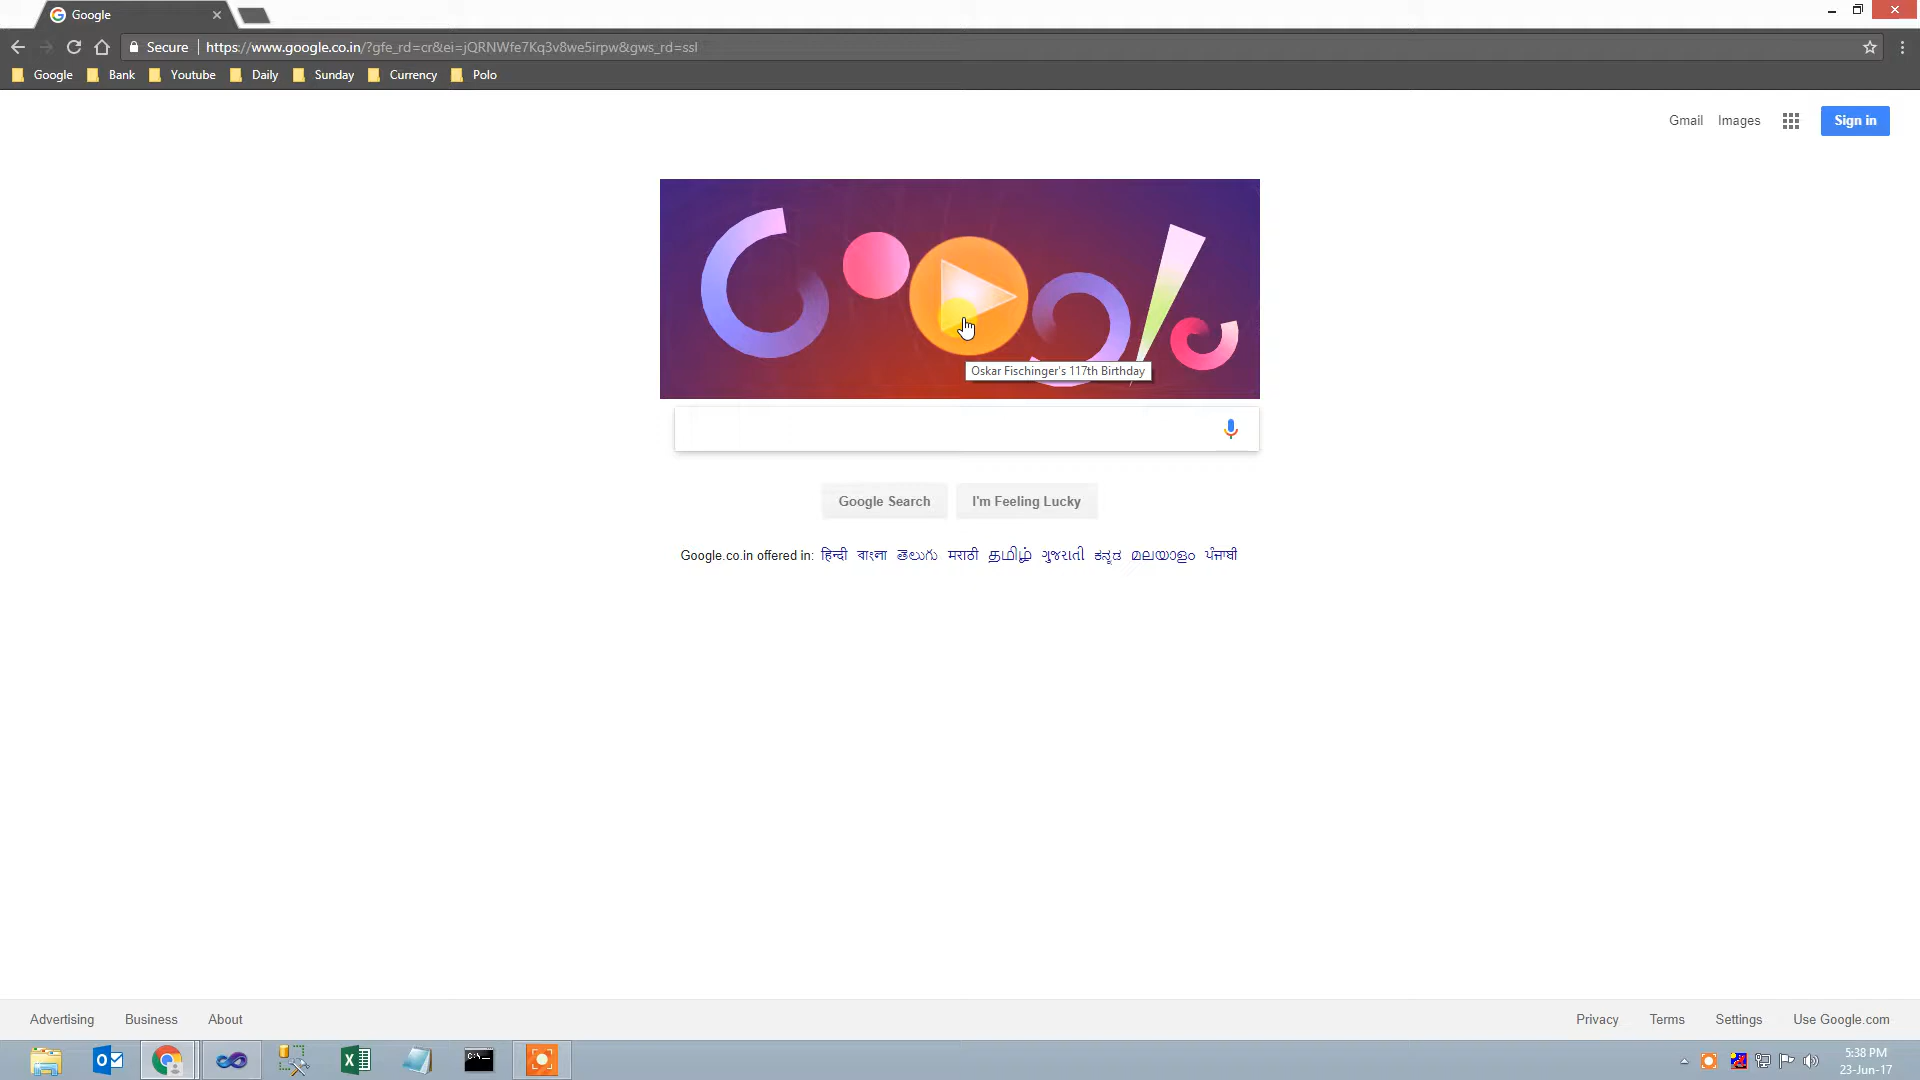 Google
Secure https://www.google.co.in/?gfe_rd=cr&ei=jQRNWfe7Kq3v8we5irpw&gws_rd=ssl
Google Bank Youtube Daily Sunday Currency Polo
Gmail Images Sign in
Oskar Fischinger's 117th Birthday
Google Search I'm Feeling Lucky
Google.co.in offered in: हिन्दी বাংলা తెలుగు मराठी தமிழ் ગુજરાતી ಕನ್ನಡ മലയാളം ਪੰਜਾਬੀ
Advertising Business About Privacy Terms Settings Use Google.com
5:38 PM
23-Jun-17